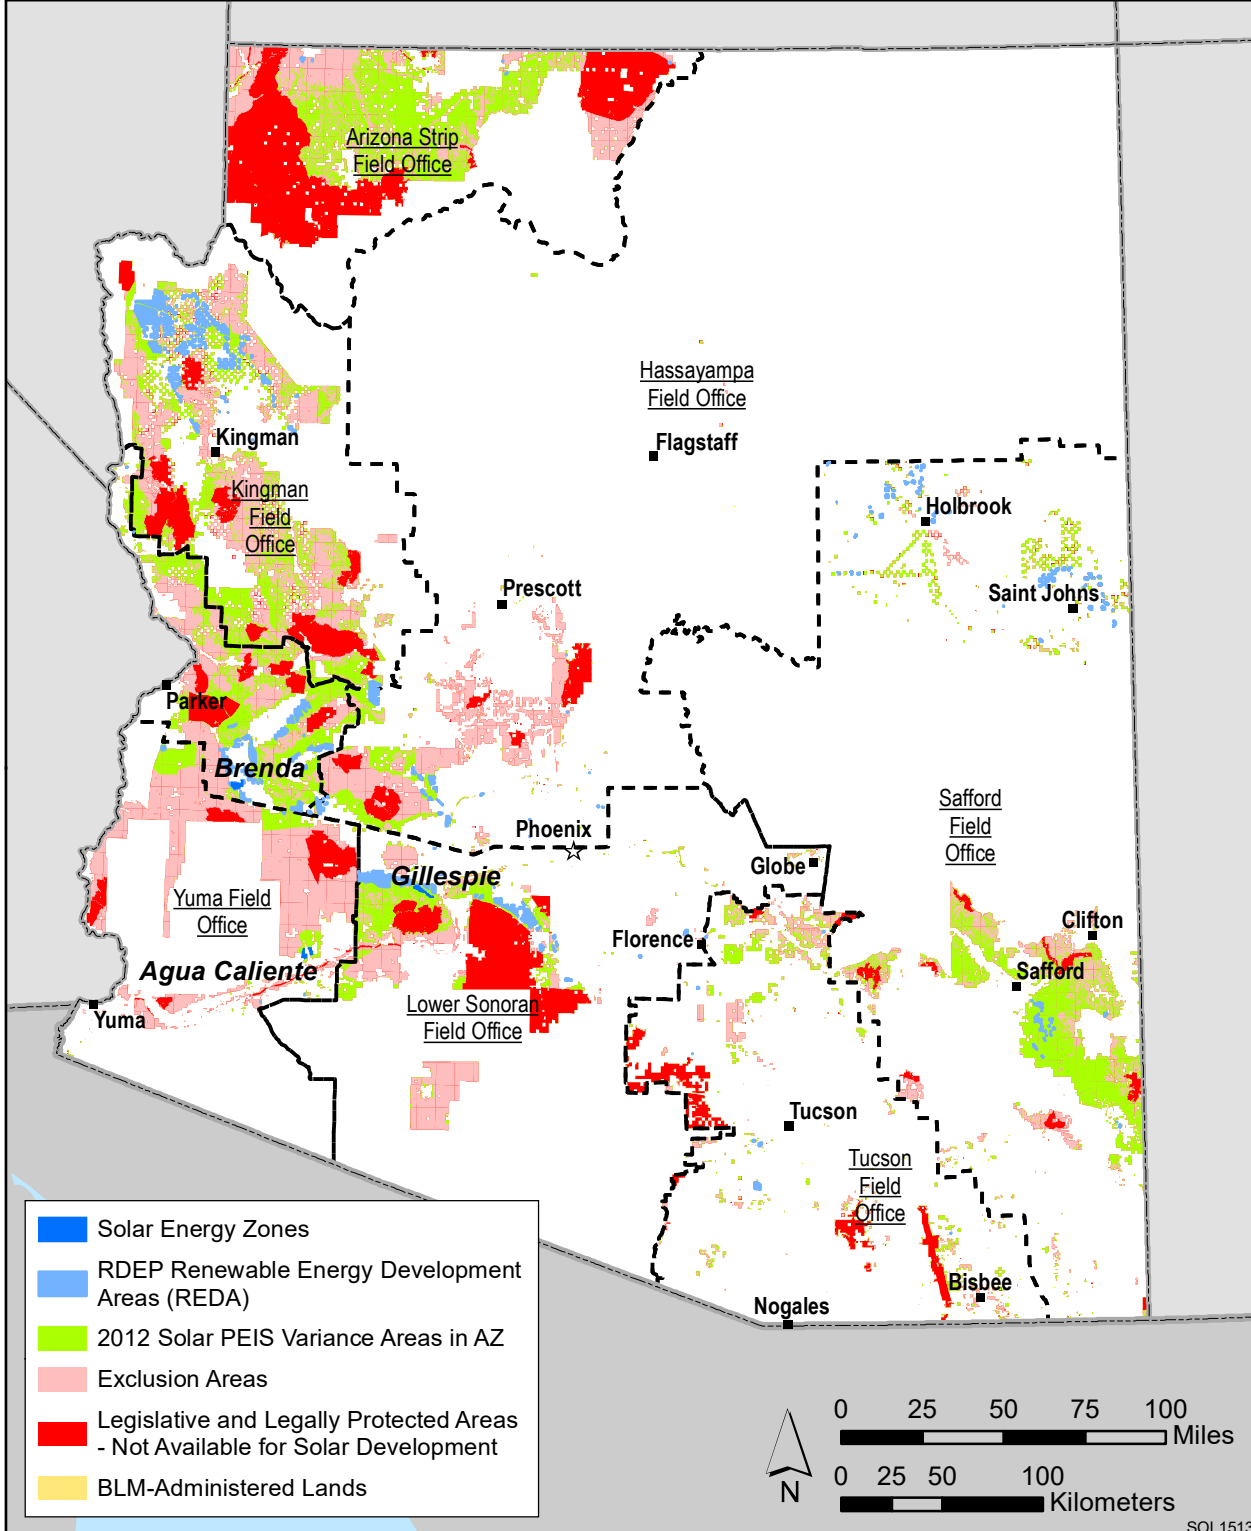 Arizona Strip
Field Office
Hassayampa
Field Office
Flagstaff
Kingman
Kingman
Field
Office
Holbrook
Prescott
Saint Johns
Parker
Brenda
Safford
Field
Office
Phoenix
Globe
Gillespie
Yuma Field
Office
Clifton
Florence
Agua Caliente
Safford
Lower Sonoran
Field Office
Yuma
Tucson
Tucson
Field
Office
Bisbee
Nogales
Solar Energy Zones
RDEP Renewable Energy Development
Areas (REDA)
2012 Solar PEIS Variance Areas in AZ
Exclusion Areas
Legislative and Legally Protected Areas
- Not Available for Solar Development
BLM-Administered Lands
N
0 25 50 75 100
Miles
0 25 50 100
Kilometers
SOL1513